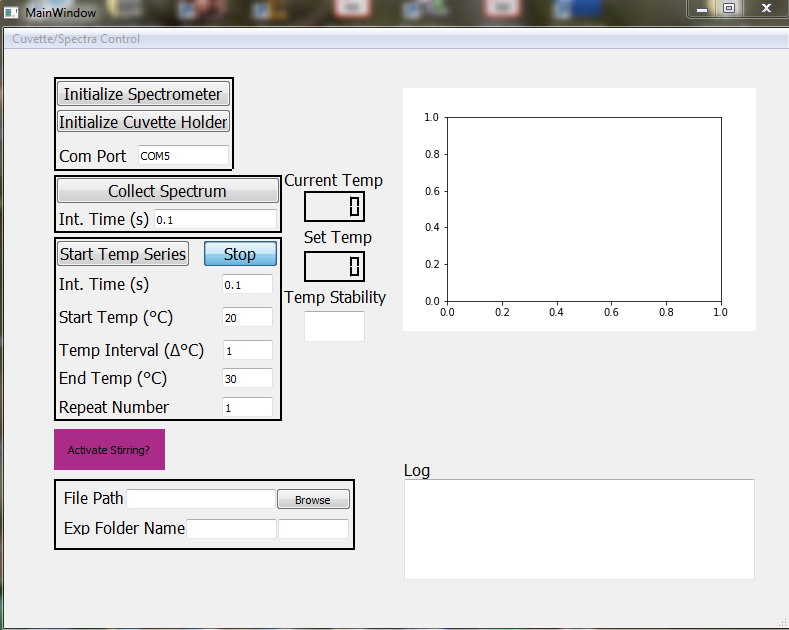 MainWindow
Cuvette/Spectra Control
Initialize Spectrometer
Initialize Cuvette Holder
Com Port COM5
Collect Spectrum
Int. Time (s) 0.1
Start Temp Series Stop
Int. Time (s) 0.1
Start Temp (°C) 20
Temp Interval (Δ°C) 1
End Temp (°C) 30
Repeat Number 1
Activate Stirring?
File Path Browse
Exp Folder Name
Current Temp
0
Set Temp
0
Temp Stability
1.0
0.8
0.6
0.4
0.2
0.0
0.0 0.2 0.4 0.6 0.8 1.0
Log